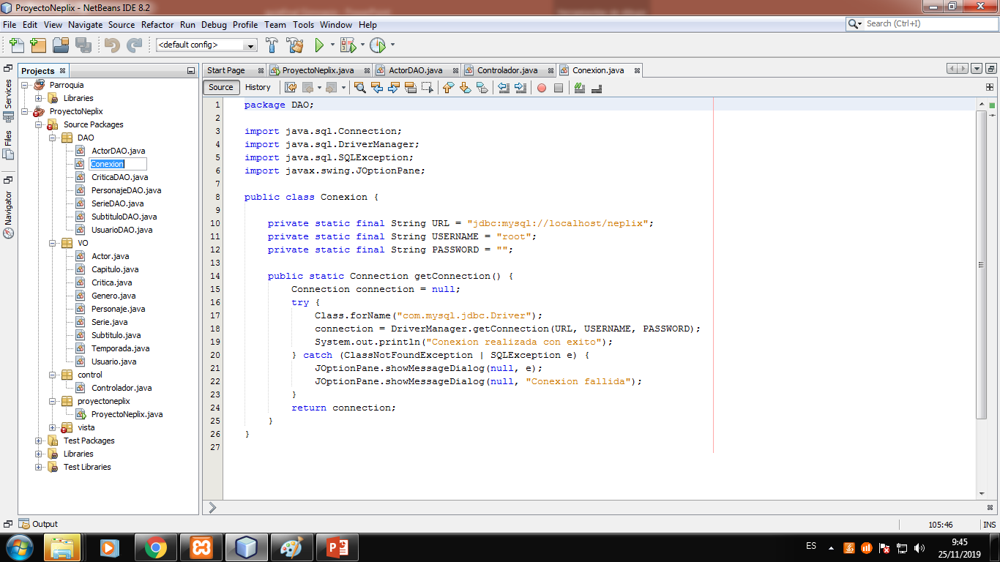 ProyectoNeplix - NetBeans IDE 8.2
File Edit View Navigate Source Refactor Run Debug Profile Team Tools Window Help
Search (Ctrl+I)
<default config>
Projects
Start Page ProyectoNeplix.java ActorDAO.java Controlador.java Conexion.java
Source History
Services
Files
Navigator
Parroquia
Libraries
ProyectoNeplix
Source Packages
DAO
ActorDAO.java
Conexion
CriticaDAO.java
PersonajeDAO.java
SerieDAO.java
SubtituloDAO.java
UsuarioDAO.java
VO
Actor.java
Capitulo.java
Critica.java
Genero.java
Personaje.java
Serie.java
Subtitulo.java
Temporada.java
Usuario.java
control
Controlador.java
proyectoneplix
ProyectoNeplix.java
vista
Test Packages
Libraries
Test Libraries
1 package DAO;
2
3 import java.sql.Connection;
4 import java.sql.DriverManager;
5 import java.sql.SQLException;
6 import javax.swing.JOptionPane;
7
8 public class Conexion {
9
10 private static final String URL = "jdbc:mysql://localhost/neplix";
11 private static final String USERNAME = "root";
12 private static final String PASSWORD = "";
13
14 public static Connection getConnection() {
15 Connection connection = null;
16 try {
17 Class.forName("com.mysql.jdbc.Driver");
18 connection = DriverManager.getConnection(URL, USERNAME, PASSWORD);
19 System.out.println("Conexion realizada con exito");
20 } catch (ClassNotFoundException | SQLException e) {
21 JOptionPane.showMessageDialog(null, e);
22 JOptionPane.showMessageDialog(null, "Conexion fallida");
23 }
24 return connection;
25 }
26 }
27
Output
105:46 INS
ES
9:45
25/11/2019